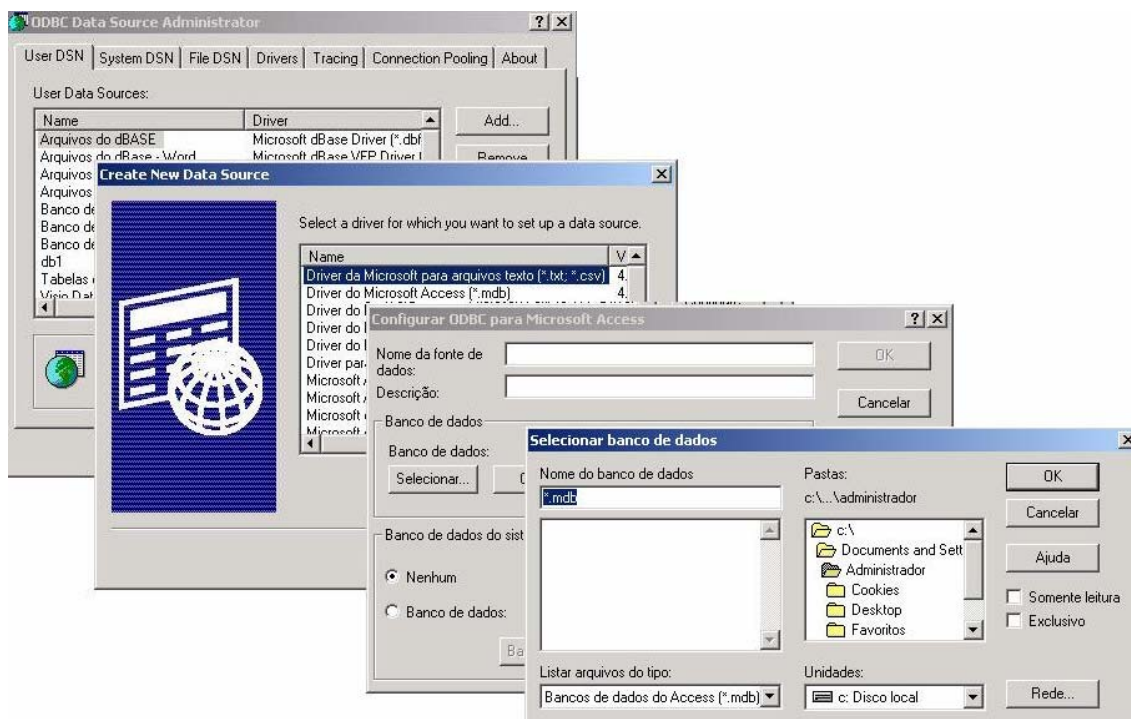 ODBC Data Source Administrator
User DSN System DSN File DSN Drivers Tracing Connection Pooling About
User Data Sources:
Name Driver
Add...
Arquivos do dBASE Microsoft dBase Driver (*.dbf
Arquivos do dBase - Word Microsoft dBase VFP Driver (
Remove
Arquivos
Arquivos
Banco de
Banco de
Banco de
db1
Tabelas
Visio Dat
Create New Data Source
Select a driver for which you want to set up a data source.
Name V
Driver da Microsoft para arquivos texto (*.txt; *.csv) 4.
Driver do Microsoft Access (*.mdb) 4.
Driver do
Driver do
Driver do
Driver par
Microsoft
Microsoft
Microsoft
Microsoft
Configurar ODBC para Microsoft Access
Nome da fonte de
dados:
OK
Descrição:
Cancelar
Banco de dados
Banco de dados:
Selecionar...
Banco de dados do sist
Nenhum
Banco de dados:
Ba
Selecionar banco de dados
Nome do banco de dados
*.mdb
Pastas:
c:\...\administrador
c:\
Documents and Sett
Administrador
Cookies
Desktop
Favoritos
OK
Cancelar
Ajuda
Somente leitura
Exclusivo
Listar arquivos do tipo:
Bancos de dados do Access (*.mdb)
Unidades:
c: Disco local
Rede...